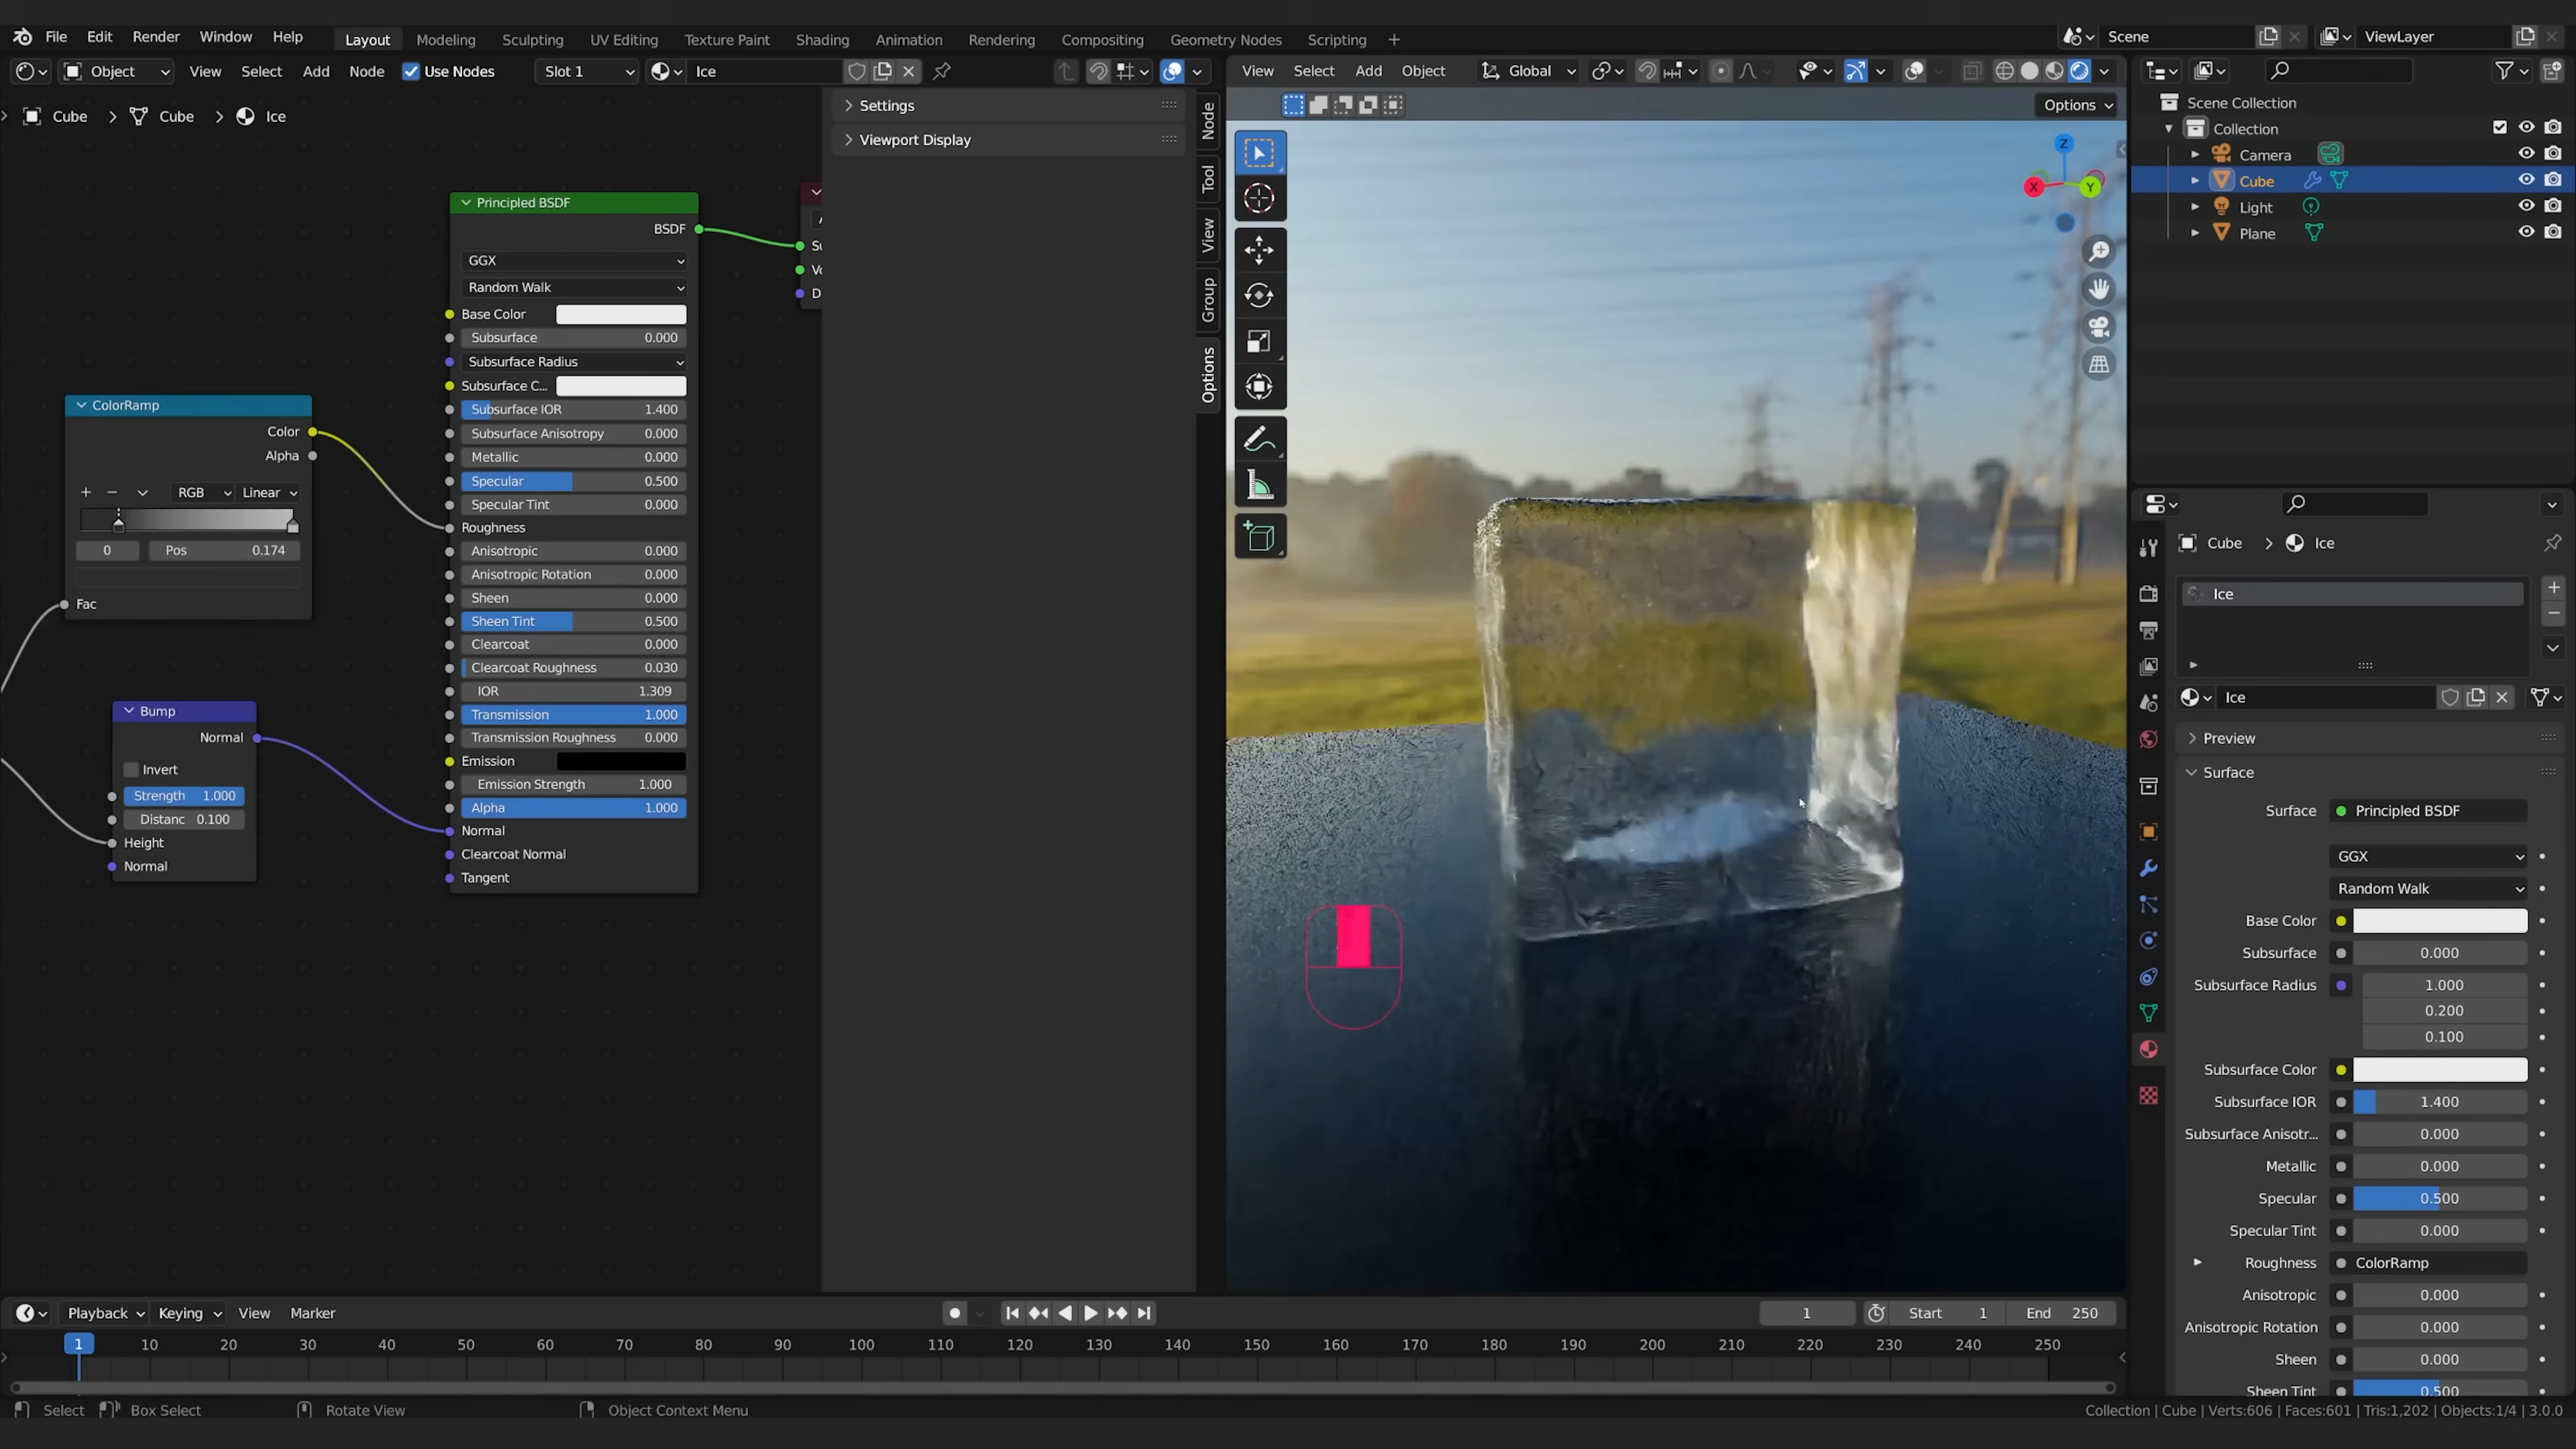 File Edit Render Window Help Layout Modeling Sculpting UV Editing Texture Paint Shading Animation Rendering Compositing Geometry Nodes Scripting + Scene ViewLayer
Object View Select Add Node Use Nodes Slot 1 Ice
View Select Add Object Global
Options
Cube > Cube > Ice
Settings
Viewport Display
Node
Tool
View
Group
Options
Principled BSDF
BSDF
GGX
Random Walk
Base Color
Subsurface 0.000
Subsurface Radius
Subsurface C...
Subsurface IOR 1.400
Subsurface Anisotropy 0.000
Metallic 0.000
Specular 0.500
Specular Tint 0.000
Roughness
Anisotropic 0.000
Anisotropic Rotation 0.000
Sheen 0.000
Sheen Tint 0.500
Clearcoat 0.000
Clearcoat Roughness 0.030
IOR 1.309
Transmission 1.000
Transmission Roughness 0.000
Emission
Emission Strength 1.000
Alpha 1.000
Normal
Clearcoat Normal
Tangent
ColorRamp
Color
Alpha
+ − RGB Linear
0 Pos 0.174
Fac
Bump
Normal
Invert
Strength 1.000
Distanc 0.100
Height
Normal
Z
X
Y
Scene Collection
Collection
Camera
Cube
Light
Plane
Cube > Ice
Ice
Ice
Preview
Surface
Surface Principled BSDF
GGX
Random Walk
Base Color
Subsurface 0.000
Subsurface Radius 1.000
0.200
0.100
Subsurface Color
Subsurface IOR 1.400
Subsurface Anisotr... 0.000
Metallic 0.000
Specular 0.500
Specular Tint 0.000
Roughness ColorRamp
Anisotropic 0.000
Anisotropic Rotation 0.000
Sheen 0.000
Sheen Tint 0.500
Playback Keying View Marker 1 Start 1 End 250
1 10 20 30 40 50 60 70 80 90 100 110 120 130 140 150 160 170 180 190 200 210 220 230 240 250
Select Box Select Rotate View Object Context Menu Collection | Cube | Verts:606 | Faces:601 | Tris:1,202 | Objects:1/4 | 3.0.0